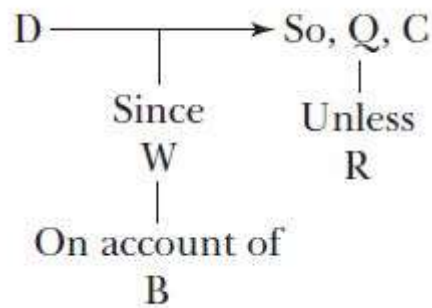 D So, Q, C
Since
W
Unless
R
On account of
B